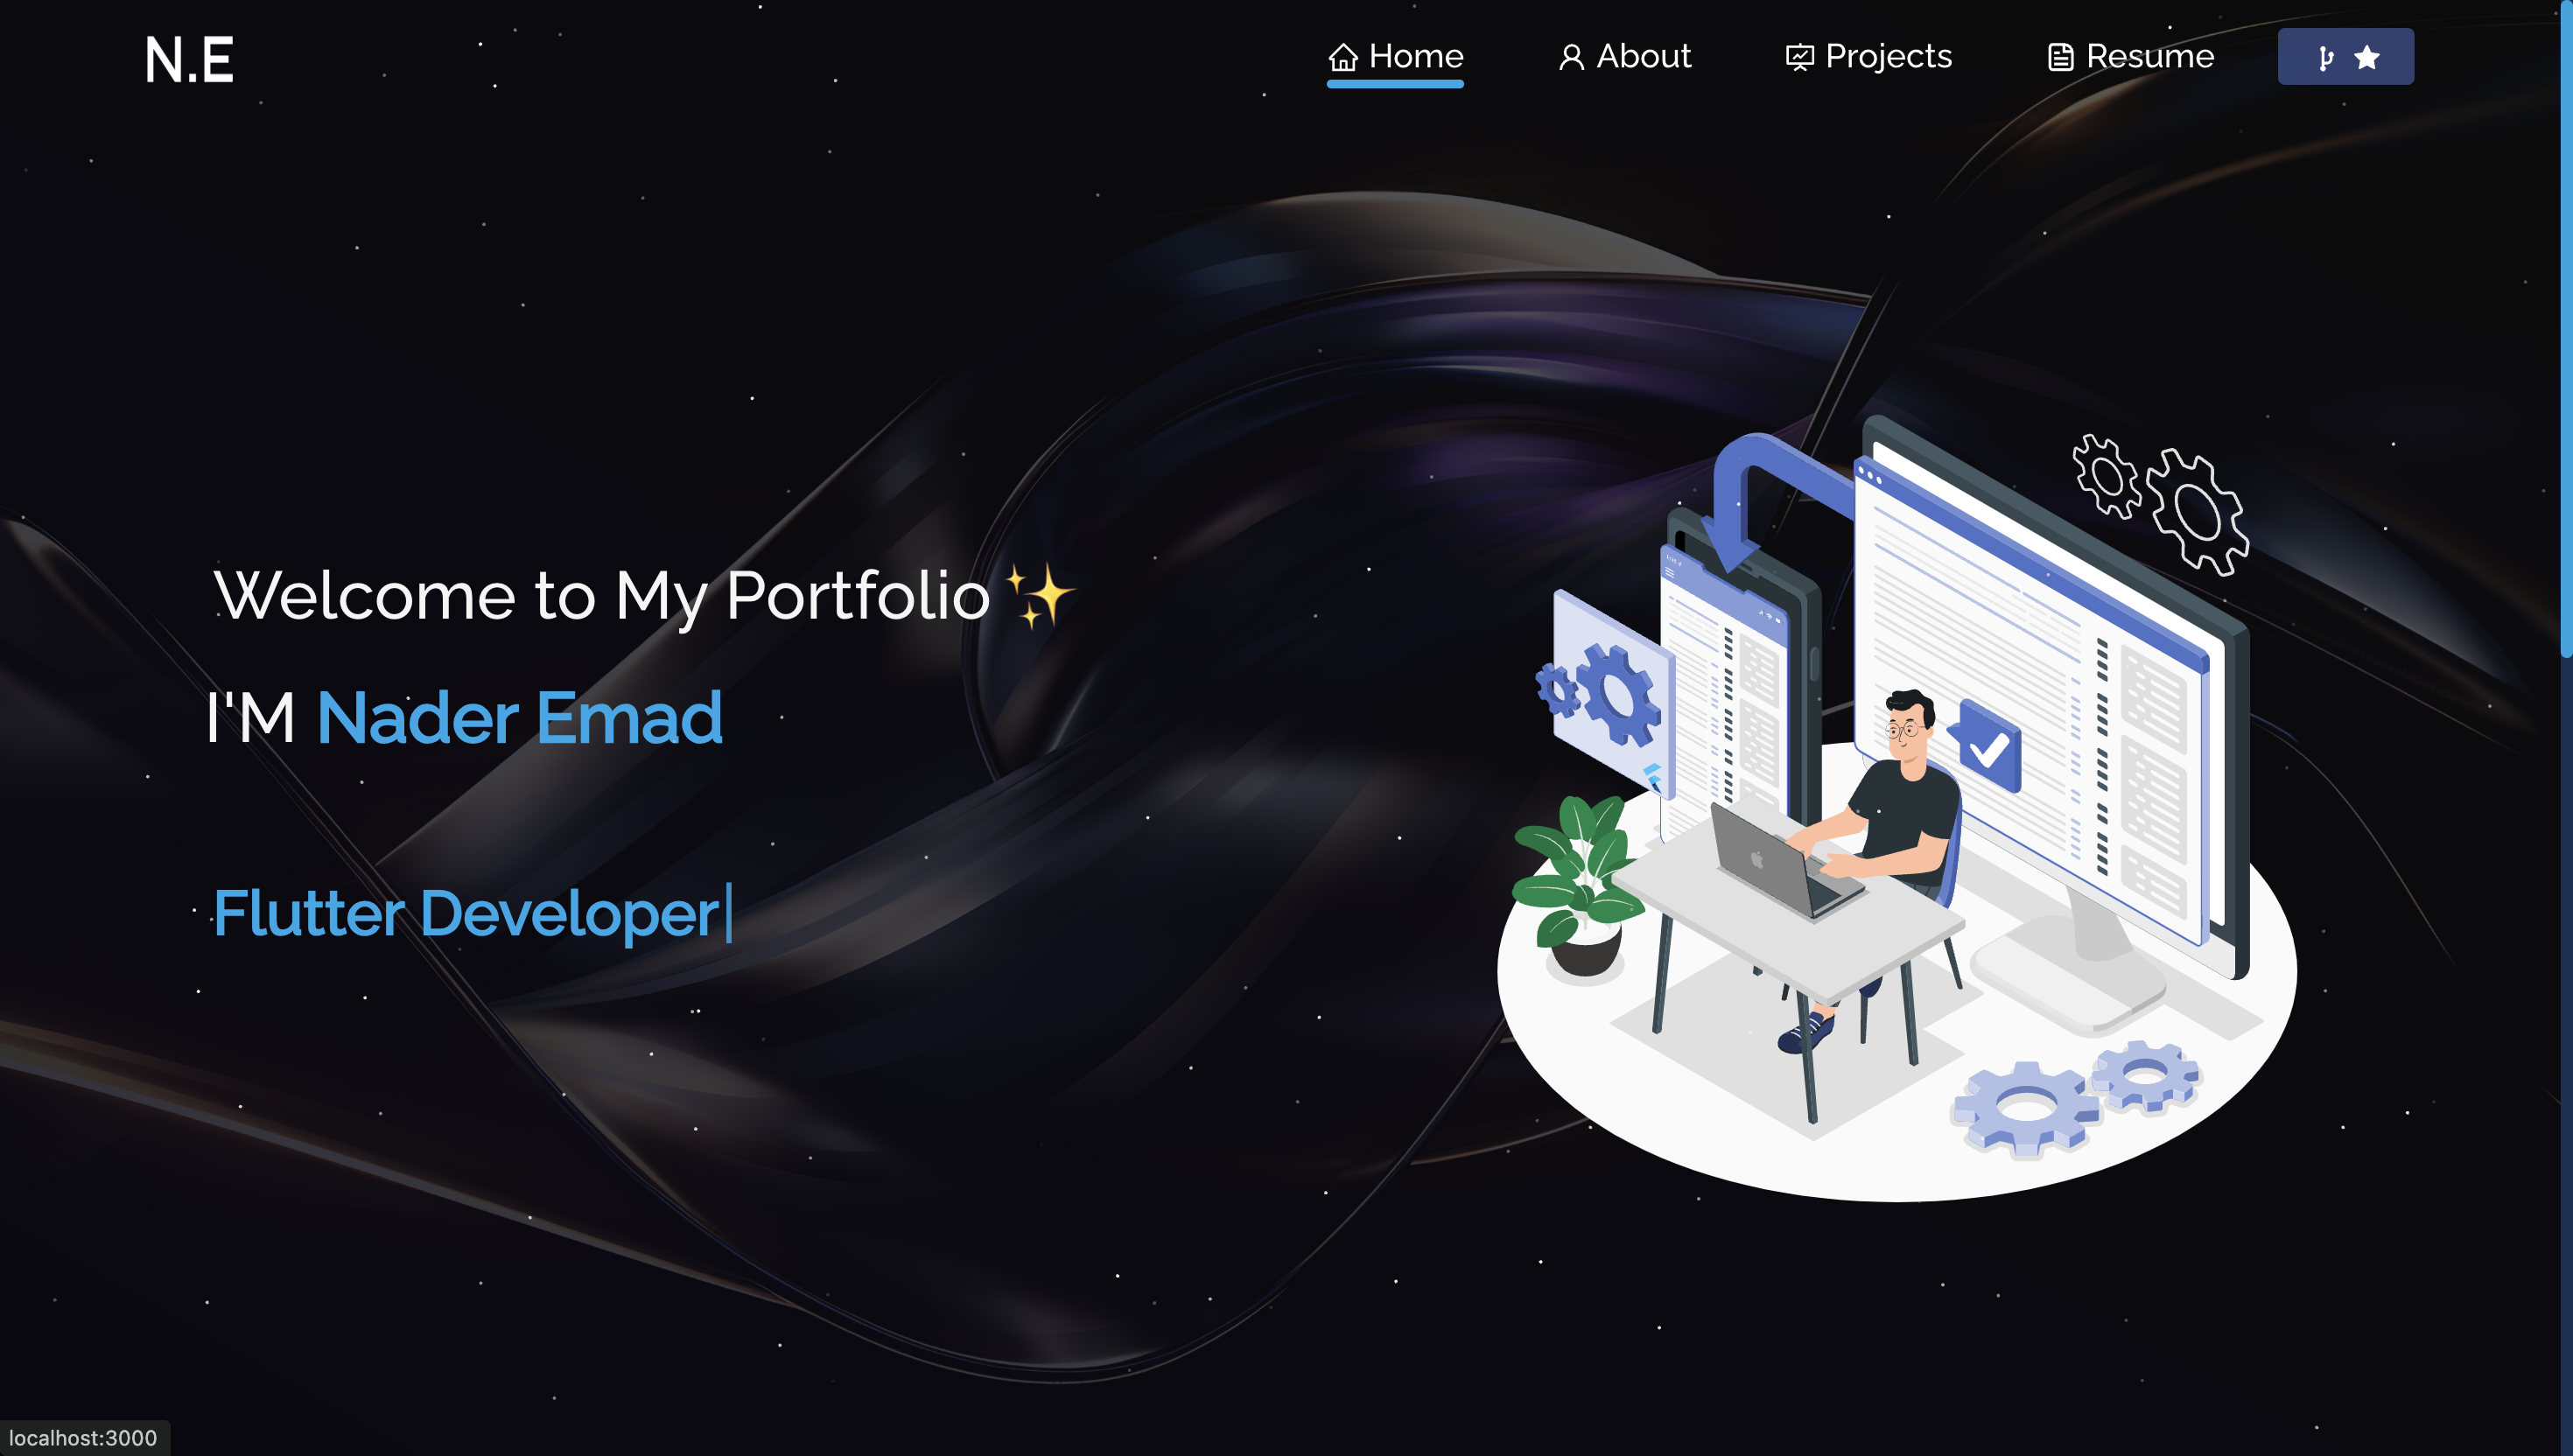 N.E
Home
About
Projects
Resume
Welcome to My Portfolio ✨
I'M Nader Emad
Flutter Developer|
localhost:3000